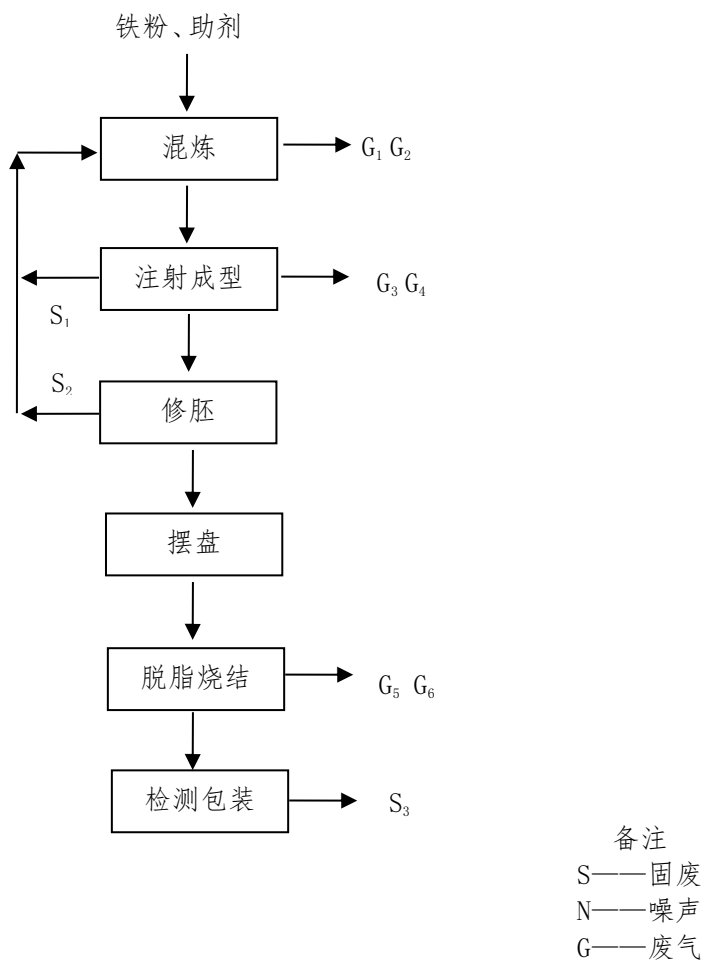 铁粉、助剂
混炼
G₁ G₂
注射成型
G₃ G₄
S₁
S₂
修胚
摆盘
脱脂烧结
G₅ G₆
检测包装
S₃
备注
S——固废
N——噪声
G——废气